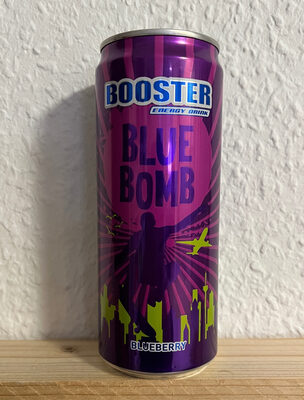 BOOSTER
ENERGY DRINK
BLUE
BOMB
BLUEBERRY